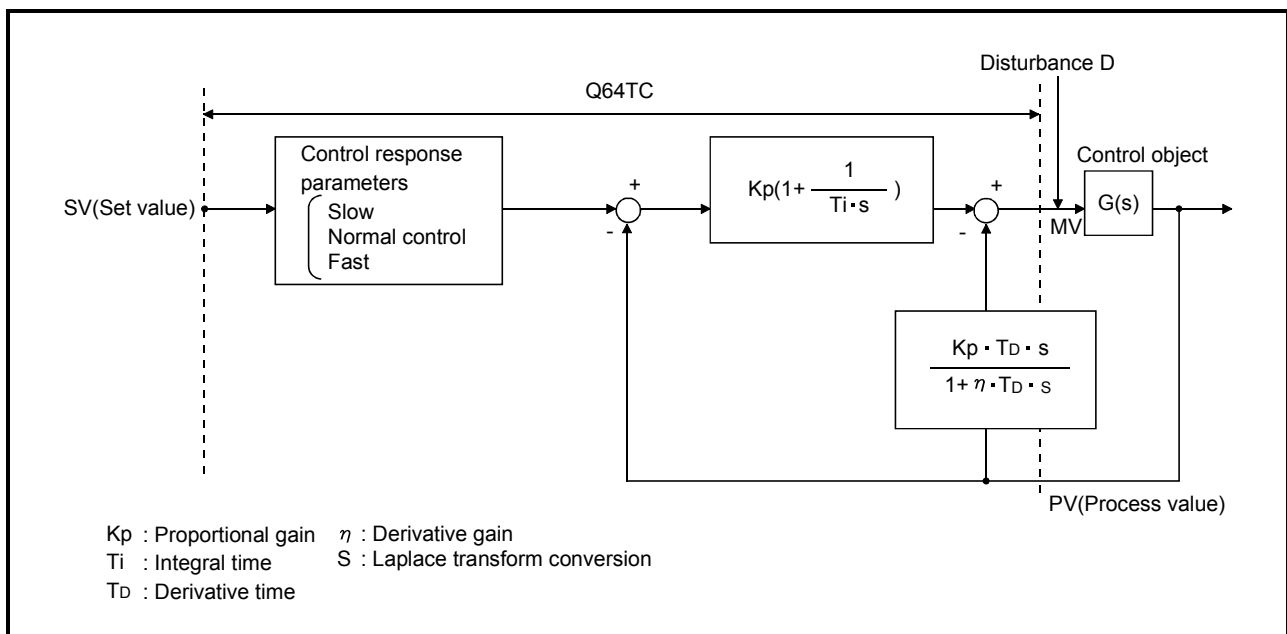 Disturbance D
Q64TC
Control response
parameters
Slow
Normal control
Fast
SV(Set value)
+
-
Kp(1+ 1 / Ti▪s )
+
-
MV
Control object
G(s)
Kp ▪ TD ▪ s
1+ η ▪ TD ▪ s
PV(Process value)
Kp : Proportional gain η : Derivative gain
Ti : Integral time S : Laplace transform conversion
TD : Derivative time